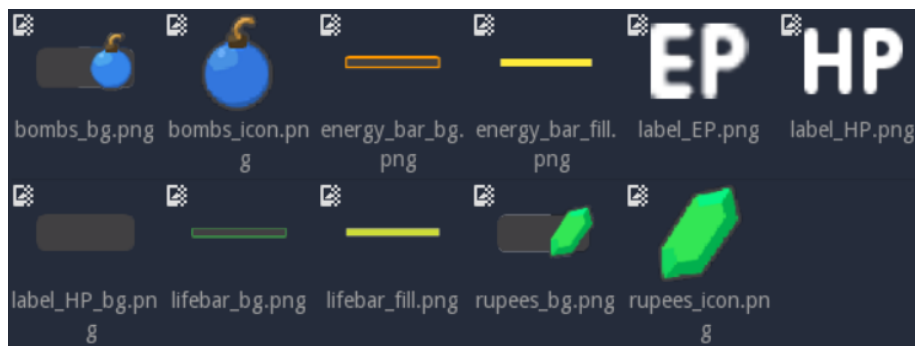 EP
HP
bombs_bg.png
bombs_icon.pn
g
energy_bar_bg.
png
energy_bar_fill.
png
label_EP.png
label_HP.png
label_HP_bg.pn
g
lifebar_bg.png
lifebar_fill.png
rupees_bg.png
rupees_icon.pn
g